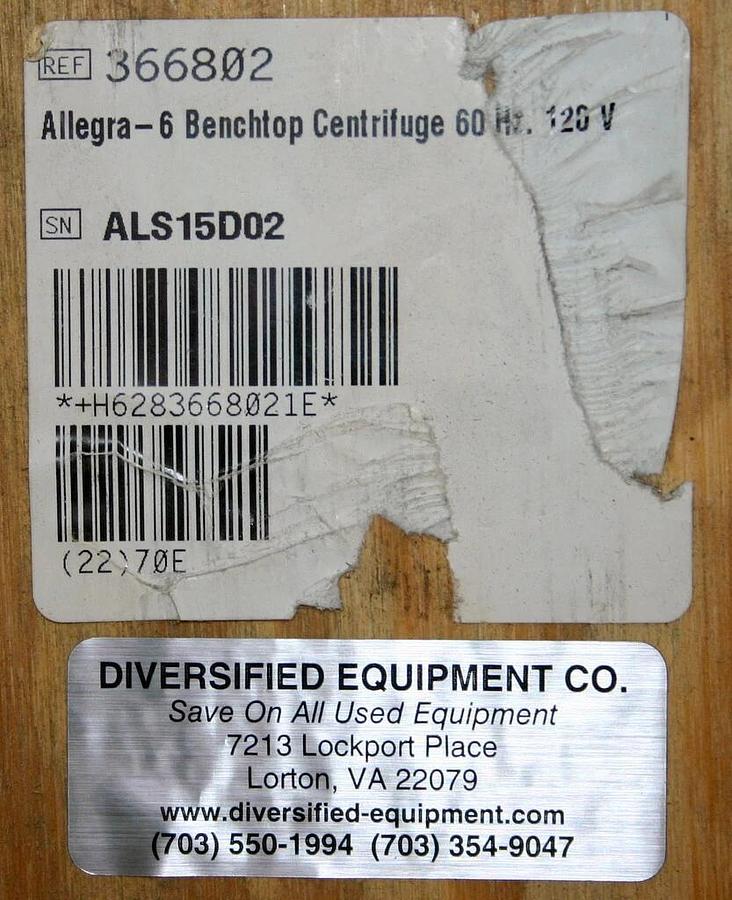 REF 366802
Allegra-6 Benchtop Centrifuge 60 Hz. 120 V
SN ALS15D02
*+H6283668021E*
(22)70E
DIVERSIFIED EQUIPMENT CO.
Save On All Used Equipment
7213 Lockport Place
Lorton, VA 22079
www.diversified-equipment.com
(703) 550-1994 (703) 354-9047